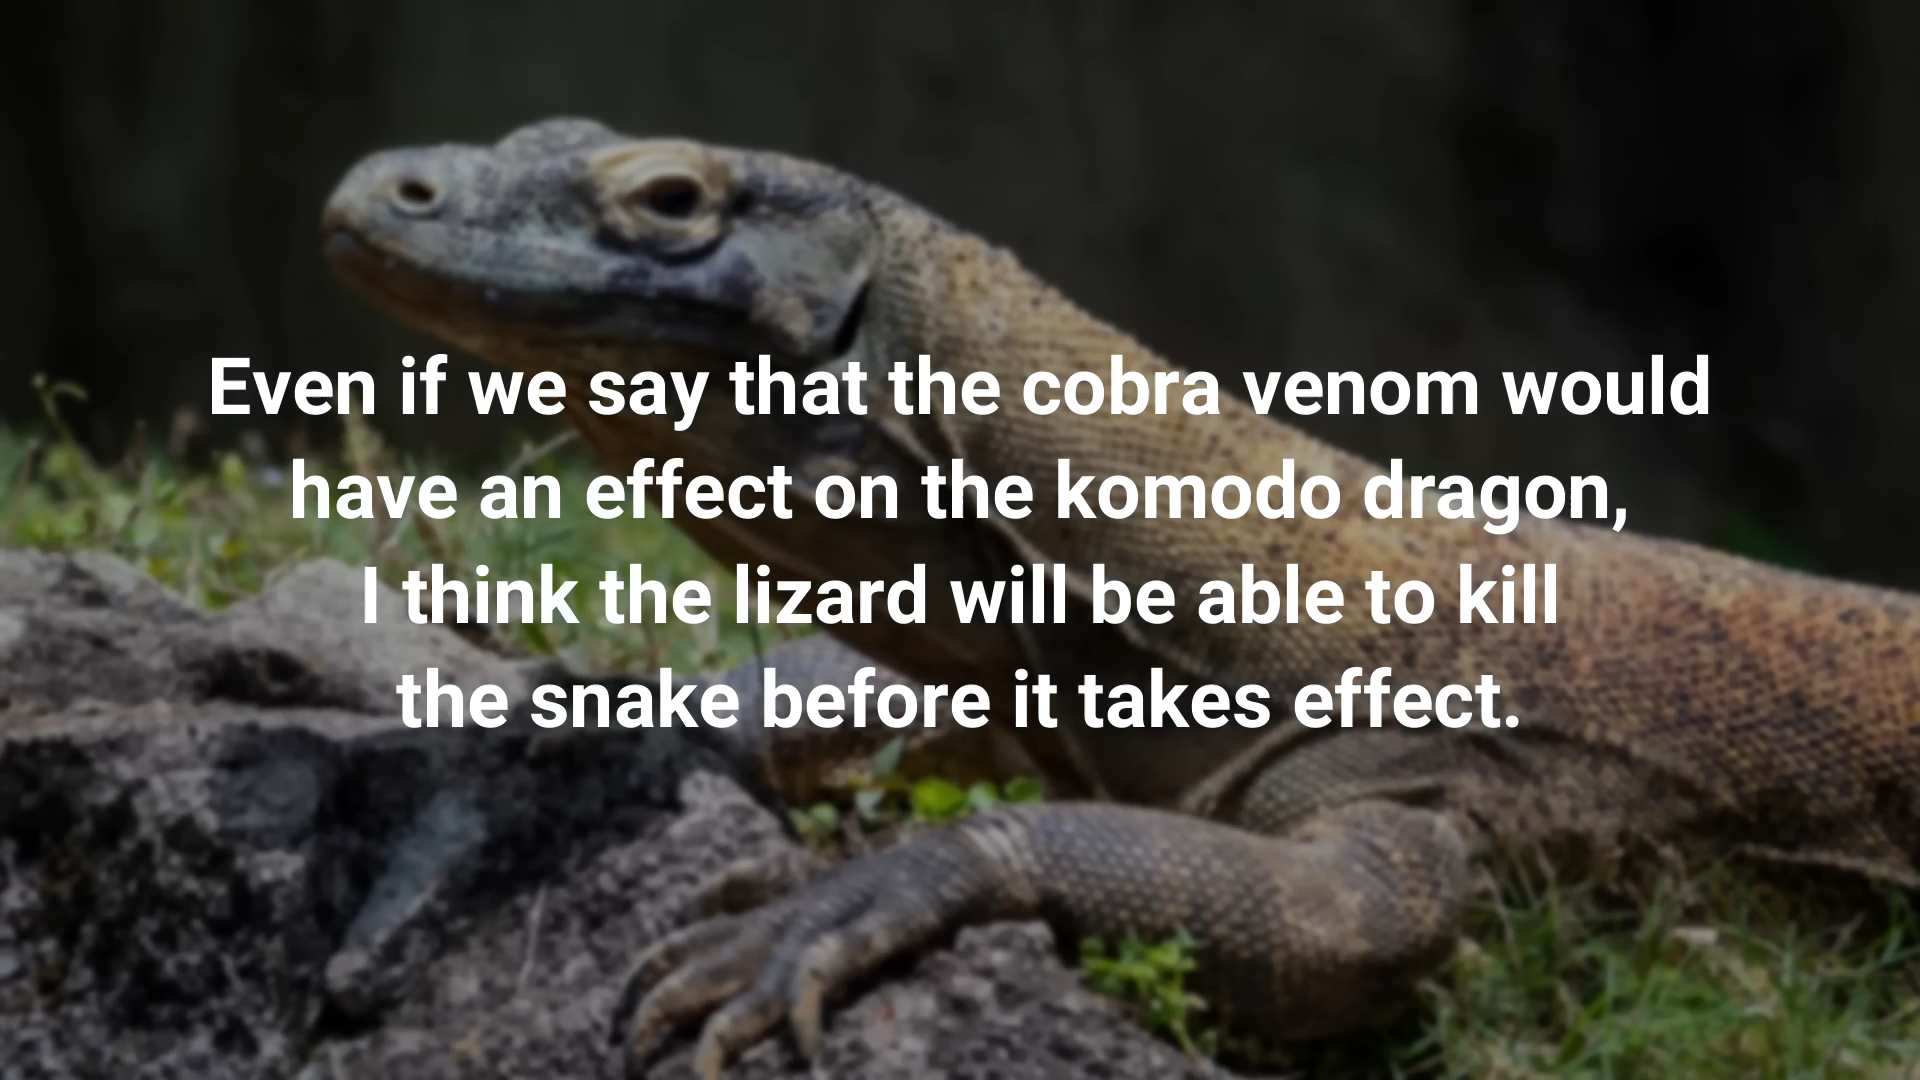 Even if we say that the cobra venom would
have an effect on the komodo dragon,
I think the lizard will be able to kill
the snake before it takes effect.